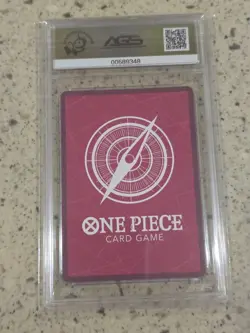 AGS
00689348
ONE PIECE
CARD GAME